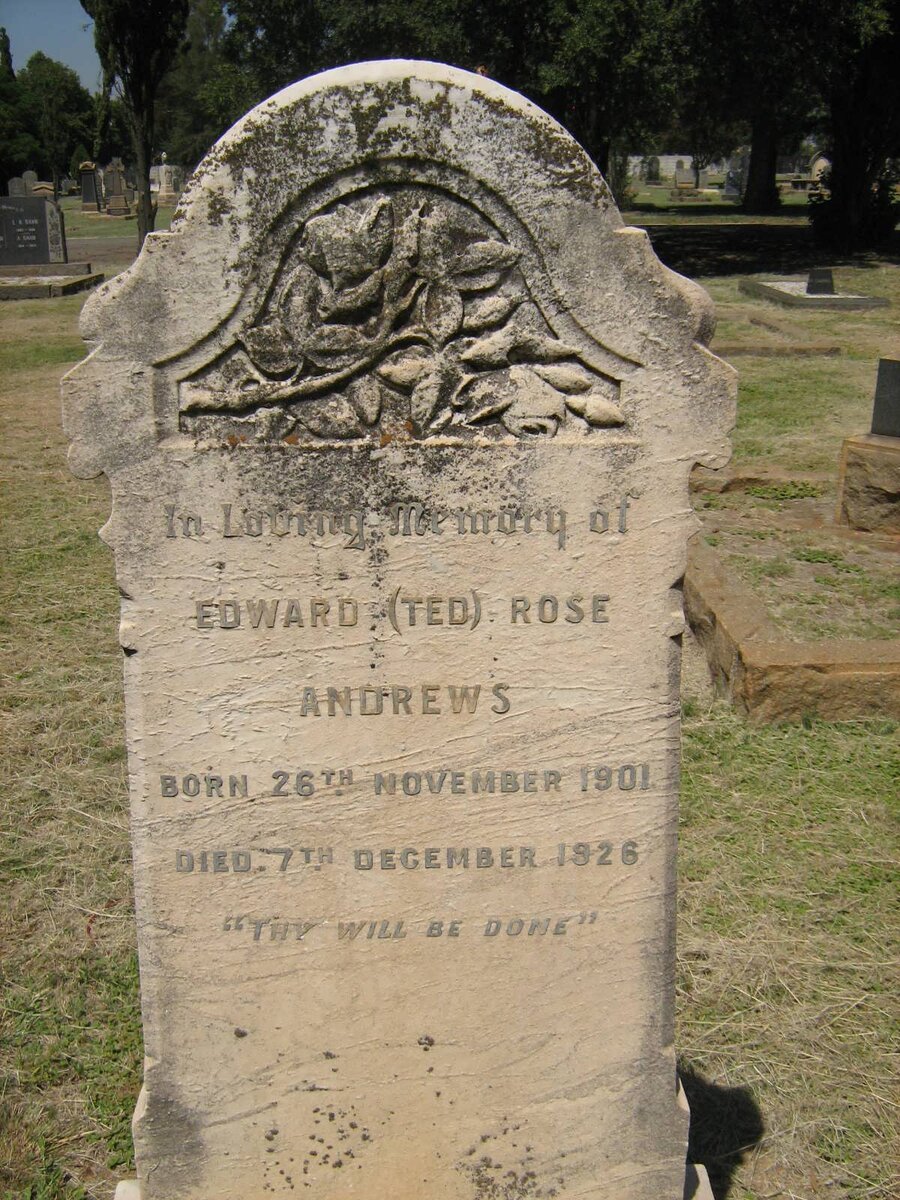 In Loving Memory of
EDWARD (TED) ROSE
ANDREWS
BORN 26TH NOVEMBER 1901
DIED 7TH DECEMBER 1926
"THY WILL BE DONE"